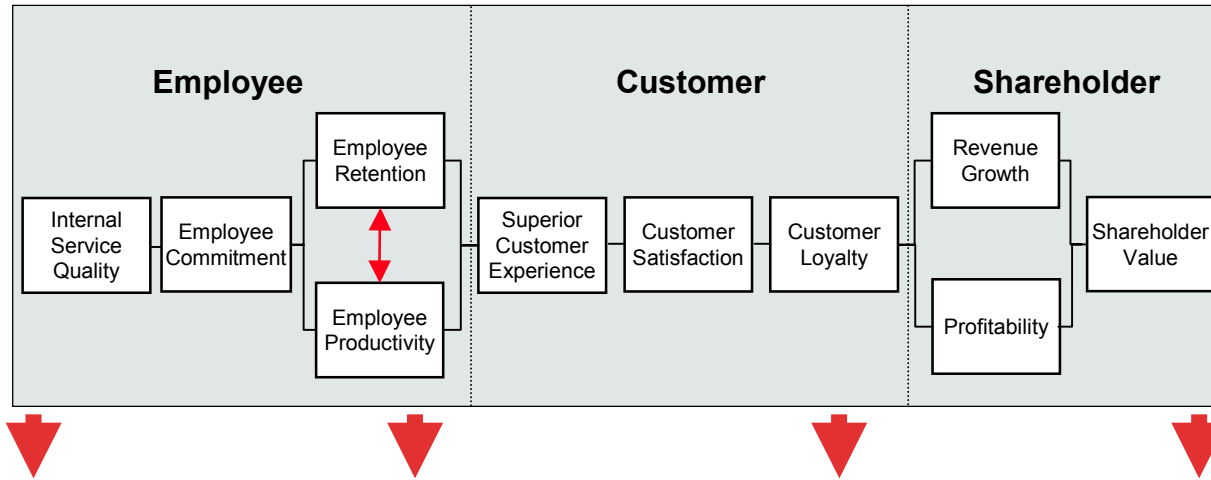 Employee
Customer
Shareholder
Internal
Service
Quality
Employee
Commitment
Employee
Retention
Employee
Productivity
Superior
Customer
Experience
Customer
Satisfaction
Customer
Loyalty
Revenue
Growth
Profitability
Shareholder
Value